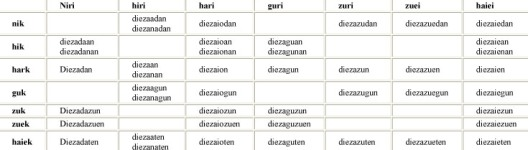 Niri hiri hari guri zuri zuei haiei
nik diezaadan diezaiodan diezazudan diezazuedan diezaiedan
diezanadan
hik diezadaan diezaioan diezaguan diezaiean
diezadanan diezaionan diezagunan diezaienan
hark Diezadan diezaan diezaion diezagun diezazun diezazuen diezaien
diezanan
guk diezaagun diezaiogun diezazugun diezazuegun diezaiegun
diezanagun
zuk Diezadazun diezaiozun diezaguzun diezaiezun
zuek Diezadazuen diezaiozuen diezaguzuen diezaiezuen
haiek Diezadaten diezaaten diezaioten diezaguten diezazuten diezazueten diezaieten
diezanaten